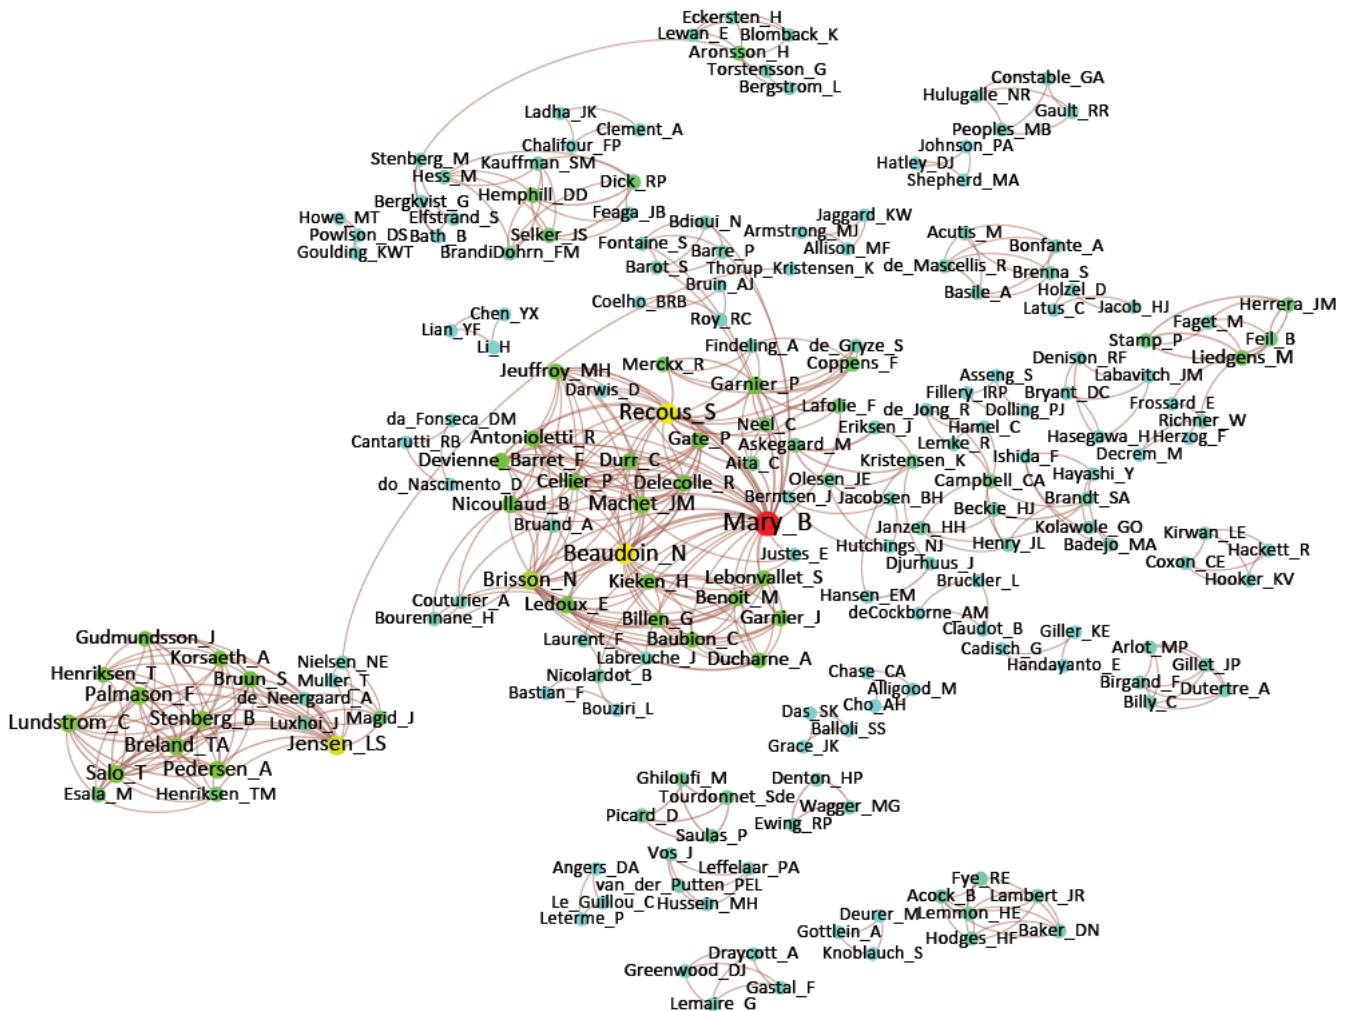 Eckersten_H
Lewan_E
Blomback_K
Aronsson_H
Torstensson_G
Bergstrom_L
Constable_GA
Hulugalle_NR
Gault_RR
Peoples_MB
Johnson_PA
Hatley_DJ
Shepherd_MA
Ladha_JK
Clement_A
Chalifour_FP
Stenberg_M
Kauffman_SM
Hess_M
Dick_RP
Hemphill_DD
Bergkvist_G
Feaga_JB
Howe_MT
Elfstrand_S
Powlson_DS
Bath_B
Selker_JS
Goulding_KWT
BrandiDohrn_FM
Bdioui_N
Jaggard_KW
Armstrong_MJ
Allison_MF
Fontaine_S
Barre_P
Barot_S
Thorup_Kristensen_K
Bruin_AJ
Coelho_BRB
Roy_RC
Acutis_M
Bonfante_A
de_Mascellis_R
Brenna_S
Basile_A
Holzel_D
Latus_C
Jacob_HJ
Herrera_JM
Faget_M
Stamp_P
Feil_B
Liedgens_M
Chen_YX
Lian_YF
Li_H
Findeling_A
de_Gryze_S
Merckx_R
Coppens_F
Jeuffroy_MH
Garnier_P
Darwis_D
Denison_RF
Asseng_S
Labavitch_JM
Fillery_IRP
Bryant_DC
Frossard_E
Dolling_PJ
Richner_W
Recous_S
Lafolie_F
de_Jong_R
da_Fonseca_DM
Neel_C
Eriksen_J
Hamel_C
Cantarutti_RB
Antonioletti_R
Gate_P
Askegaard_M
Lemke_R
Hasegawa_H
Herzog_F
Devienne_Barret_F
Durr_C
Aita_C
Kristensen_K
Ishida_F
Decrem_M
do_Nascimento_D
Cellier_P
Delecolle_R
Olesen_JE
Campbell_CA
Hayashi_Y
Nicoullaud_B
Machet_JM
Berntsen_J
Jacobsen_BH
Brandt_SA
Beckie_HJ
Bruand_A
Mary_B
Janzen_HH
Kolawole_GO
Hutchings_NJ
Henry_JL
Badejo_MA
Kirwan_LE
Hackett_R
Coxon_CE
Hooker_KV
Beaudoin_N
Justes_E
Djurhuus_J
Brisson_N
Kieken_H
Lebonvallet_S
Bruckler_L
Couturier_A
Ledoux_E
Benoit_M
Hansen_EM
deCockborne_AM
Bourennane_H
Billen_G
Garnier_J
Claudot_B
Giller_KE
Laurent_F
Baubion_C
Cadisch_G
Arlot_MP
Labreuche_J
Ducharne_A
Handayanto_E
Gillet_JP
Nicolardot_B
Chase_CA
Birgand_F
Bastian_F
Alligood_M
Dutertre_A
Bouziri_L
Cho_AH
Billy_C
Das_SK
Balloli_SS
Grace_JK
Gudmundsson_J
Korsaeth_A
Nielsen_NE
Henriksen_T
Bruun_S
Muller_T
Palmason_F
de_Neergaard_A
Lundstrom_C
Stenberg_B
Luxhoi_J
Magid_J
Breland_TA
Jensen_LS
Salo_T
Pedersen_A
Esala_M
Henriksen_TM
Ghiloufi_M
Denton_HP
Tourdonnet_Sde
Picard_D
Wagger_MG
Saulas_P
Ewing_RP
Vos_J
Angers_DA
Leffelaar_PA
van_der_Putten_PEL
Le_Guillou_C
Hussein_MH
Leterme_P
Fye_RE
Acock_B
Lambert_JR
Lemmon_HE
Deurer_M
Baker_DN
Gottlein_A
Hodges_HF
Knoblauch_S
Draycott_A
Greenwood_DJ
Gastal_F
Lemaire_G